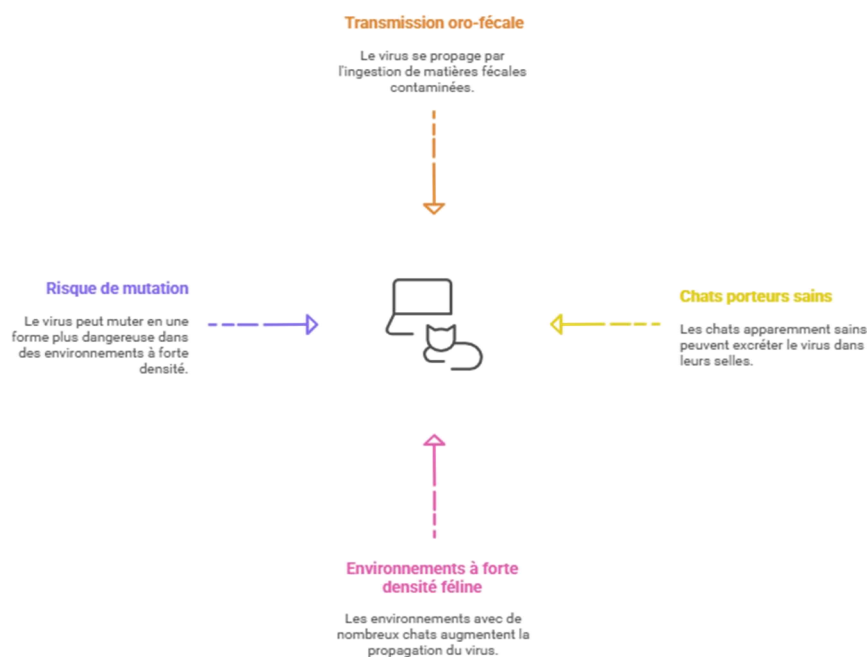 Transmission oro-fécale
Le virus se propage par
l'ingestion de matières fécales
contaminées.
Risque de mutation
Le virus peut muter en une
forme plus dangereuse dans
des environnements à forte
densité.
Chats porteurs sains
Les chats apparemment sains
peuvent excréter le virus dans
leurs selles.
Environnements à forte
densité féline
Les environnements avec de
nombreux chats augmentent la
propagation du virus.